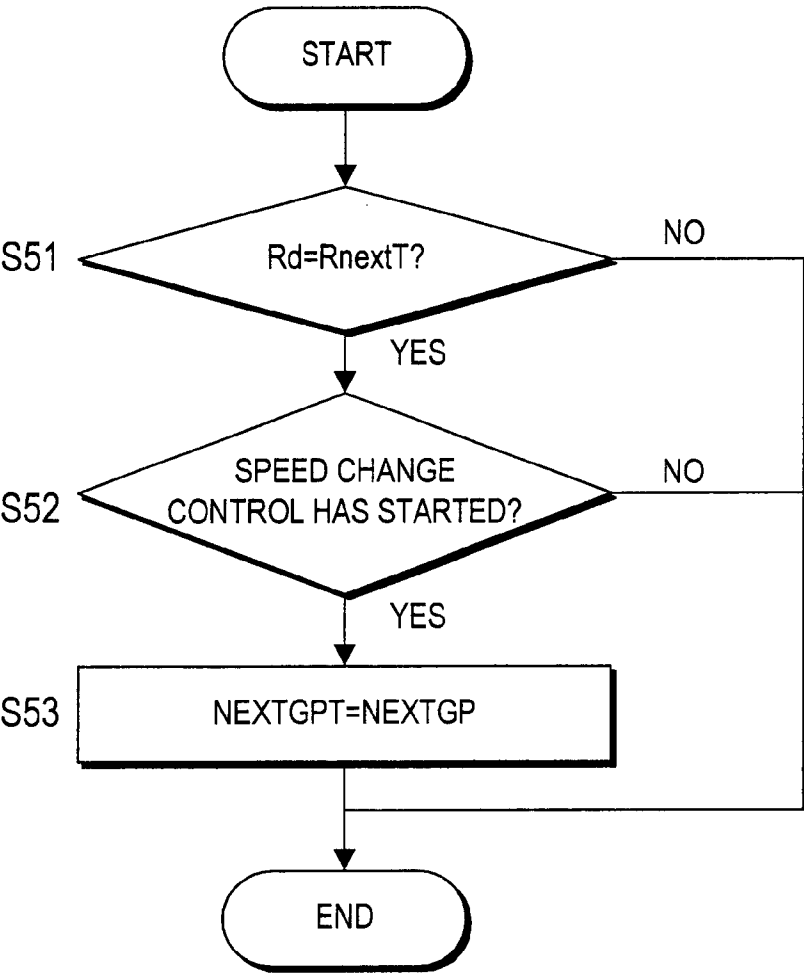 START
S51
Rd=RnextT?
NO
YES
S52
SPEED CHANGE
CONTROL HAS STARTED?
NO
YES
S53
NEXTGPT=NEXTGP
END